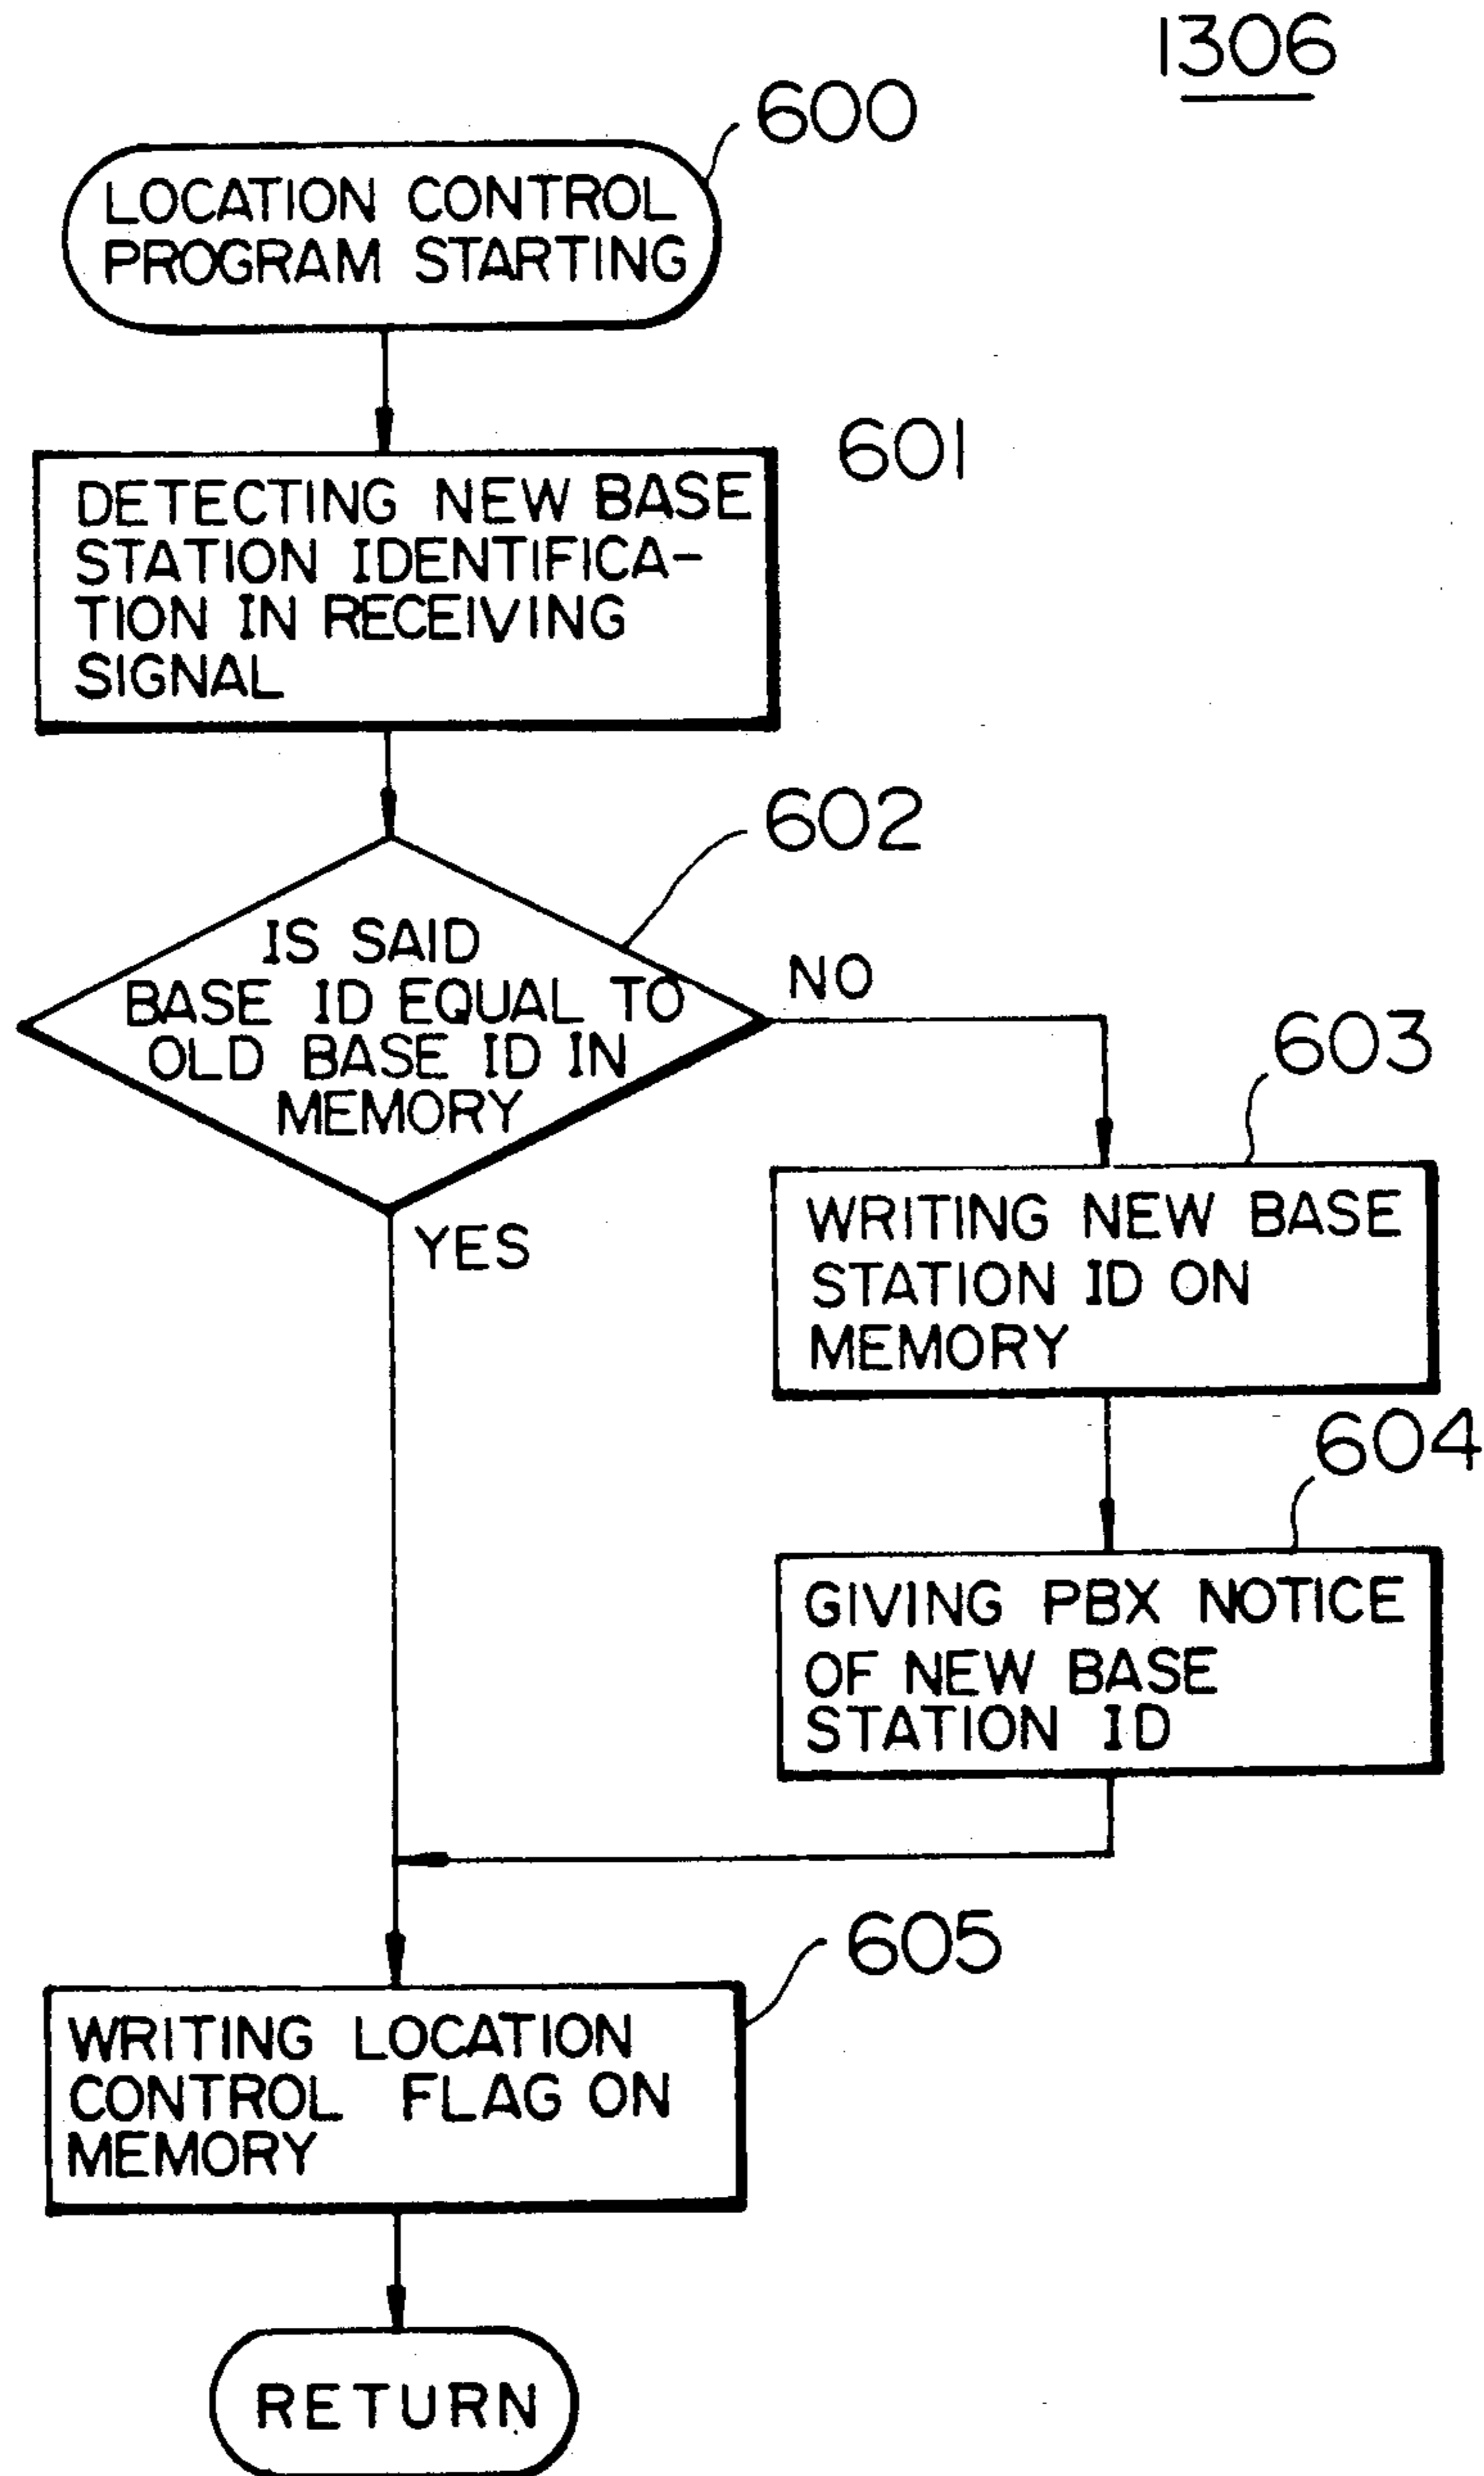 1306
600
LOCATION CONTROL
PROGRAM STARTING
601
DETECTING NEW BASE
STATION IDENTIFICA-
TION IN RECEIVING
SIGNAL
602
IS SAID
BASE ID EQUAL TO
OLD BASE ID IN
MEMORY
NO
YES
603
WRITING NEW BASE
STATION ID ON
MEMORY
604
GIVING PBX NOTICE
OF NEW BASE
STATION ID
605
WRITING LOCATION
CONTROL FLAG ON
MEMORY
RETURN